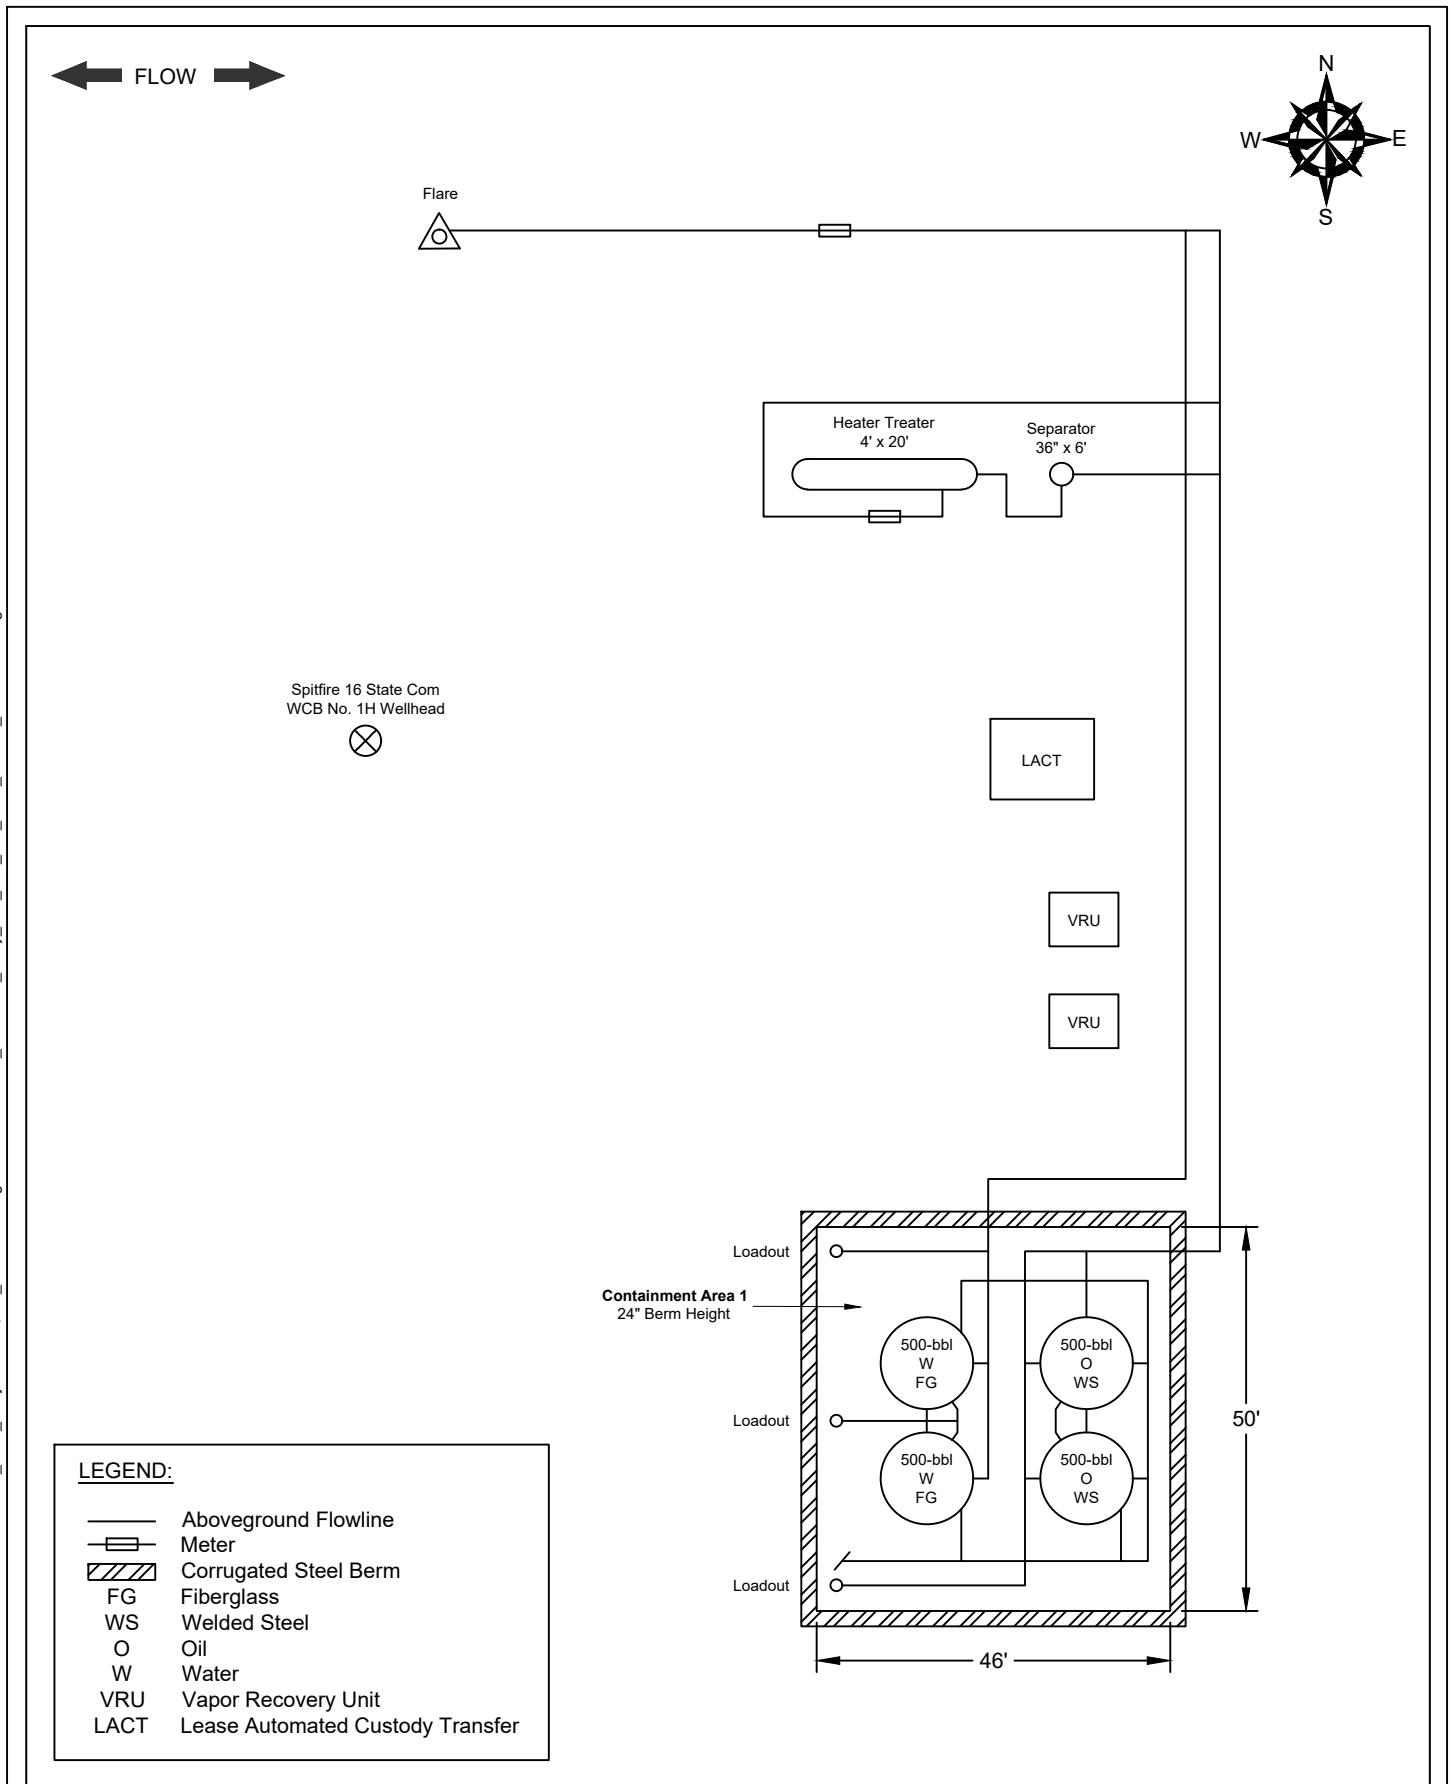 FLOW
N
W
E
S
Flare
Heater Treater
4' x 20'
Separator
36" x 6'
Spitfire 16 State Com
WCB No. 1H Wellhead
LACT
VRU
VRU
Loadout
Containment Area 1
24" Berm Height
500-bbl
W
FG
500-bbl
O
WS
Loadout
50'
500-bbl
W
FG
500-bbl
O
WS
Loadout
46'
LEGEND:
Aboveground Flowline
Meter
Corrugated Steel Berm
FG Fiberglass
WS Welded Steel
O Oil
W Water
VRU Vapor Recovery Unit
LACT Lease Automated Custody Transfer